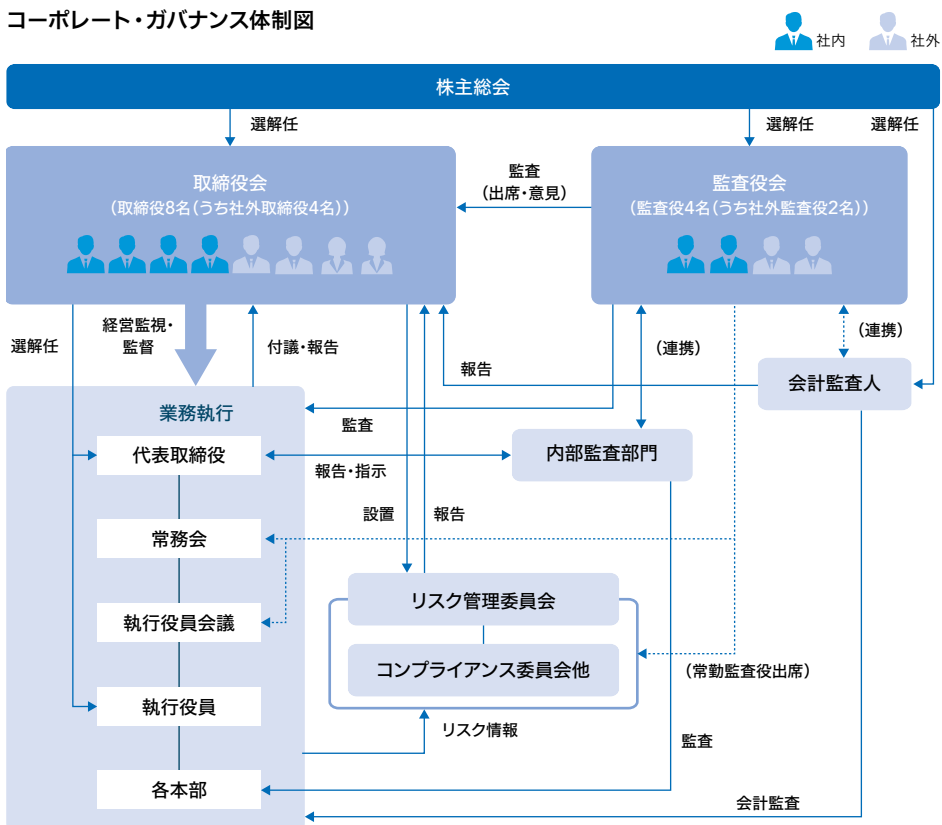 コーポレート・ガバナンス体制図
社内
社外
株主総会
選解任
選解任
選解任
取締役会
（取締役8名（うち社外取締役4名））
監査
（出席・意見）
監査役会
（監査役4名（うち社外監査役2名））
選解任
経営監視・
監督
付議・報告
報告
（連携）
（連携）
会計監査人
業務執行
監査
代表取締役
報告・指示
内部監査部門
設置
報告
常務会
リスク管理委員会
執行役員会議
コンプライアンス委員会他
（常勤監査役出席）
執行役員
リスク情報
監査
各本部
会計監査